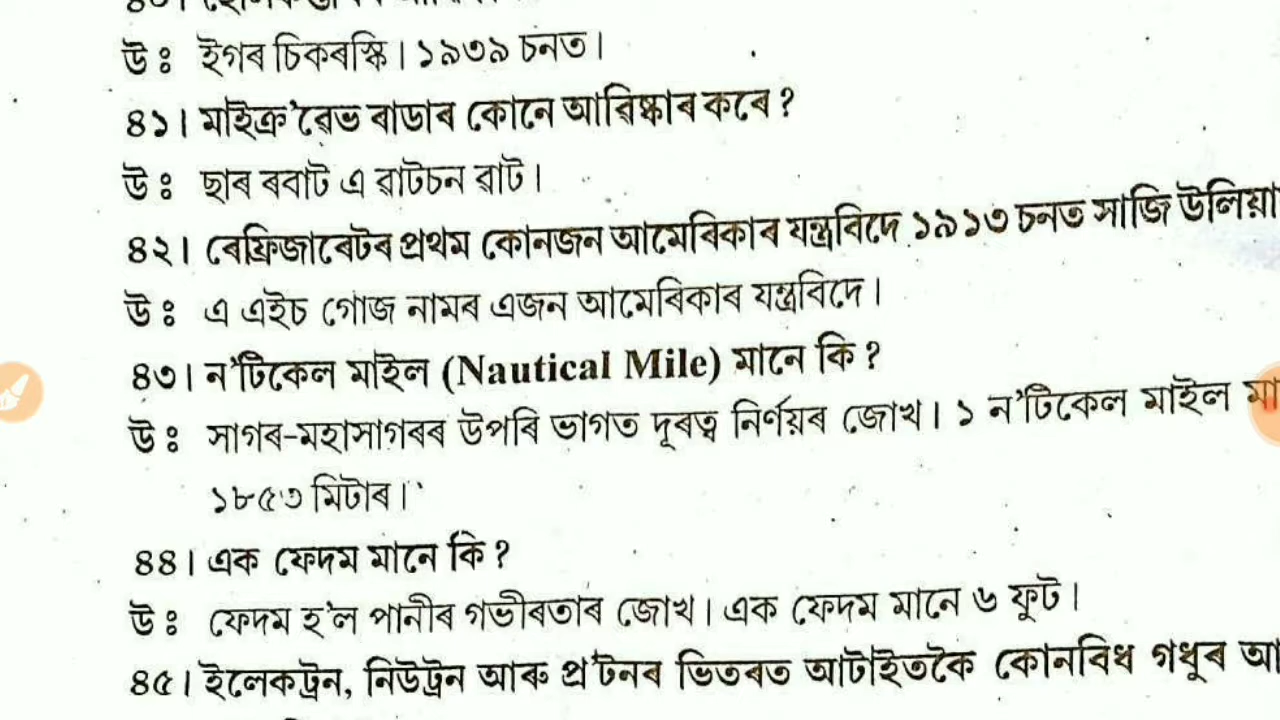 উঃ ইগৰ চিকৰস্কি। ১৯৩৯ চনত।
৪১। মাইক্ৰ'ৱেভ ৰাডাৰ কোনে আৱিষ্কাৰ কৰে ?
উঃ ছাৰ ৰবাৰ্ট এ ৱাটচন ৱাট।
৪২। ৰেফ্ৰিজাৰেটৰ প্ৰথম কোনজন আমেৰিকাৰ যন্ত্ৰবিদে ১৯১৩ চনত সাজি উলিয়া
উঃ এ এইচ গোজ নামৰ এজন আমেৰিকাৰ যন্ত্ৰবিদে।
৪৩। ন'টিকেল মাইল (Nautical Mile) মানে কি ?
উঃ সাগৰ-মহাসাগৰৰ উপৰি ভাগত দূৰত্ব নিৰ্ণয়ৰ জোখ। ১ ন'টিকেল মাইল
১৮৫৩ মিটাৰ।
৪৪। এক ফেদম মানে কি ?
উঃ ফেদম হ'ল পানীৰ গভীৰতাৰ জোখ। এক ফেদম মানে ৬ ফুট।
৪৫। ইলেকট্ৰন, নিউট্ৰন আৰু প্ৰ'টনৰ ভিতৰত আটাইতকৈ কোনবিধ গধুৰ